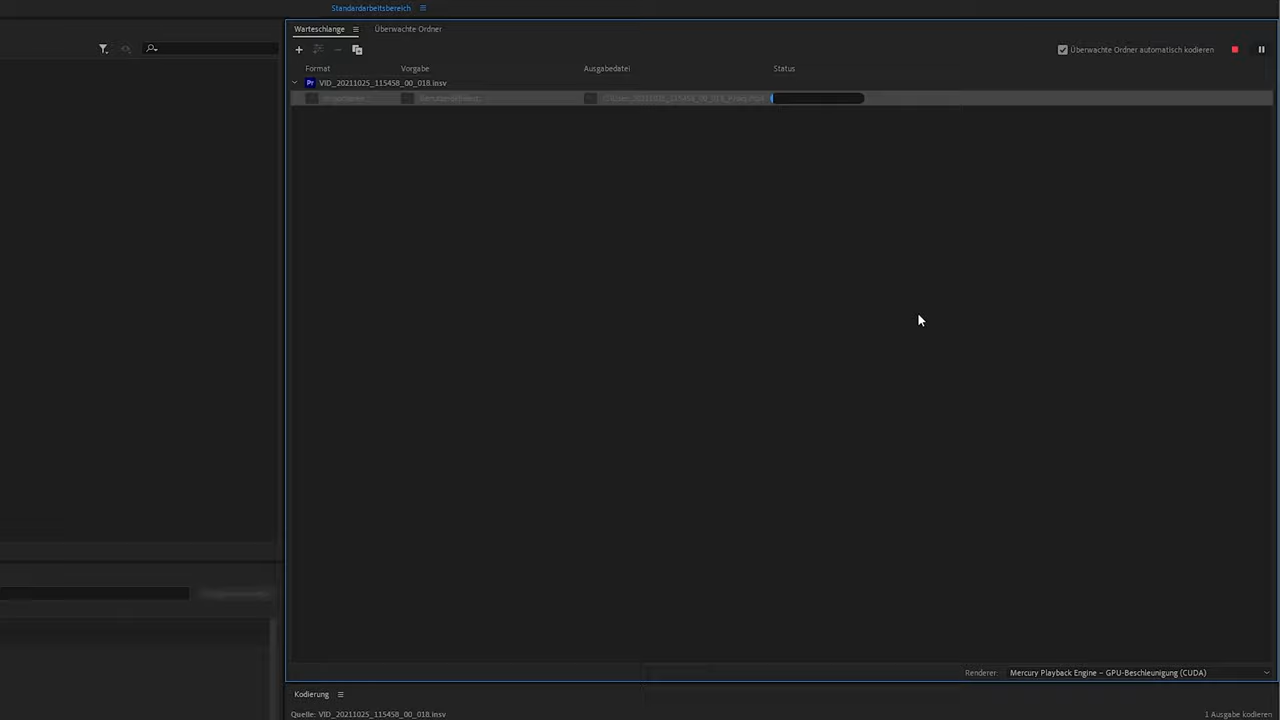 Standardarbeitsbereich
Warteschlange Überwachte Ordner
Überwachte Ordner automatisch kodieren
Format Vorgabe Ausgabedatei Status
Pr VID_20211025_115458_00_018.insv
Renderer: Mercury Playback Engine – GPU-Beschleunigung (CUDA)
Kodierung
Quelle: VID_20211025_115458_00_018.insv 1 Ausgabe kodieren